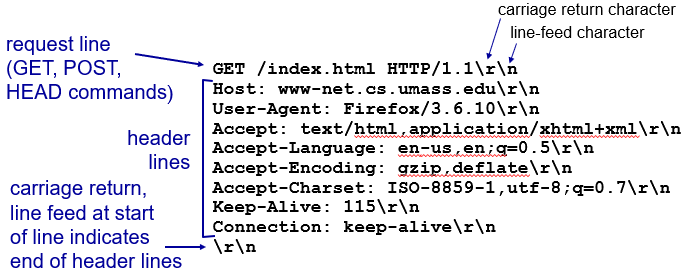 carriage return character
line-feed character
request line
(GET, POST,
HEAD commands)
GET /index.html HTTP/1.1\r\n
Host: www-net.cs.umass.edu\r\n
User-Agent: Firefox/3.6.10\r\n
Accept: text/html,application/xhtml+xml\r\n
Accept-Language: en-us,en;q=0.5\r\n
Accept-Encoding: gzip,deflate\r\n
Accept-Charset: ISO-8859-1,utf-8;q=0.7\r\n
Keep-Alive: 115\r\n
Connection: keep-alive\r\n
\r\n
header
lines
carriage return,
line feed at start
of line indicates
end of header lines